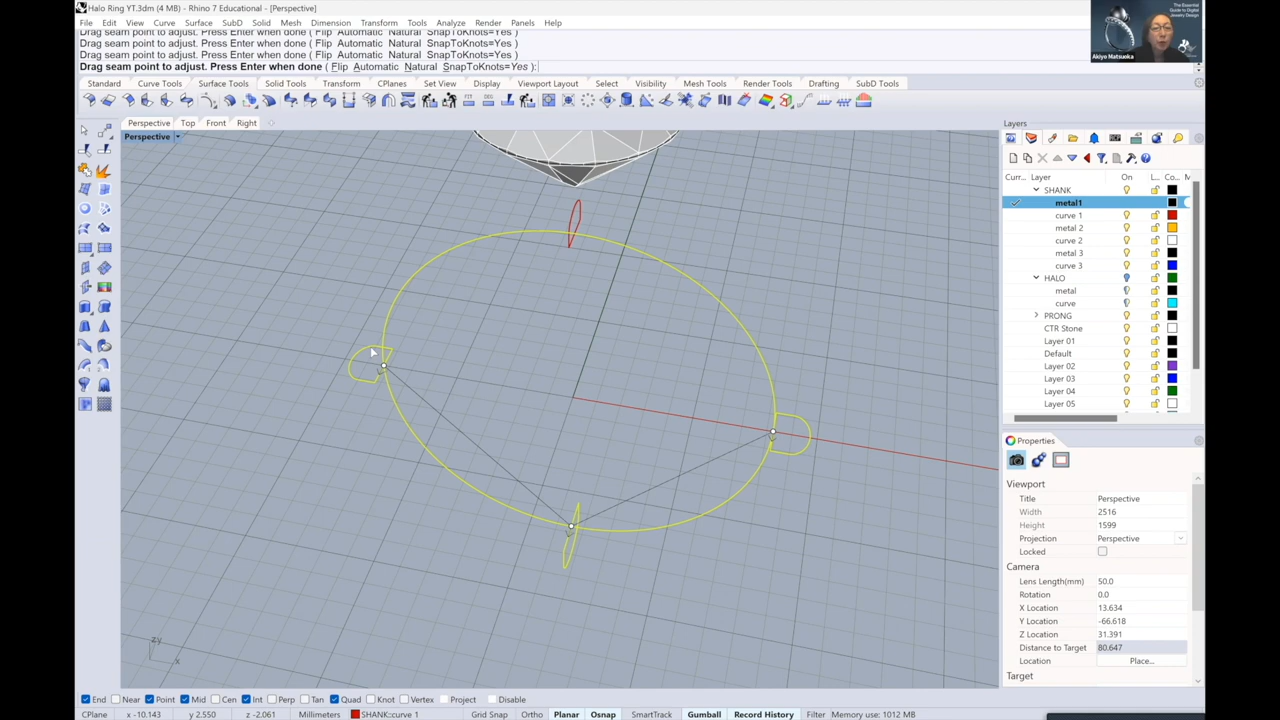 Halo Ring YT.3dm (4 MB) - Rhino 7 Educational - [Perspective]
File Edit View Curve Surface SubD Solid Mesh Dimension Transform Tools Analyze Render Panels Help
Drag seam point to adjust. Press Enter when done ( Flip Automatic Natural SnapToKnots=Yes )
Drag seam point to adjust. Press Enter when done ( Flip Automatic Natural SnapToKnots=Yes )
Drag seam point to adjust. Press Enter when done ( Flip Automatic Natural SnapToKnots=Yes )
Drag seam point to adjust. Press Enter when done ( Flip Automatic Natural SnapToKnots=Yes ):
The Essential
Guide to Digital
Jewelry Design
Akiyo Matsuoka
Standard Curve Tools Surface Tools Solid Tools Transform CPlanes Set View Display Viewport Layout Select Visibility Mesh Tools Render Tools Drafting SubD Tools
Perspective Top Front Right
Perspective
Layers
Curr... Layer On L... Co... M
SHANK
metal1
curve 1
metal 2
curve 2
metal 3
curve 3
HALO
metal
curve
PRONG
CTR Stone
Layer 01
Default
Layer 02
Layer 03
Layer 04
Layer 05
Properties
Viewport
Title Perspective
Width 2516
Height 1599
Projection Perspective
Locked
Camera
Lens Length(mm) 50.0
Rotation 0.0
X Location 13.634
Y Location -66.618
Z Location 31.391
Distance to Target 80.647
Location Place...
Target
x
End Near Point Mid Cen Int Perp Tan Quad Knot Vertex Project Disable
CPlane x -10.143 y 2.550 z -2.061 Millimeters SHANK::curve 1 Grid Snap Ortho Planar Osnap SmartTrack Gumball Record History Filter Memory use: 1012 MB